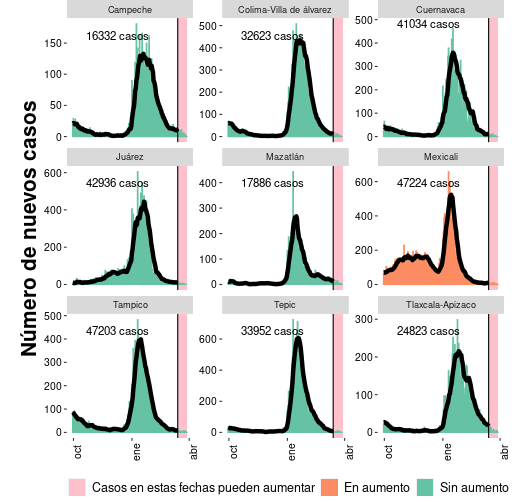 Campeche
Colima-Villa de álvarez
Cuernavaca
16332 casos
32623 casos
41034 casos
150
100
50
0
500
400
300
200
100
0
500
400
300
200
100
0
Juárez
Mazatlán
Mexicali
42936 casos
17886 casos
47224 casos
600
400
200
0
400
300
200
100
0
600
400
200
0
Tampico
Tepic
Tlaxcala-Apizaco
47203 casos
33952 casos
24823 casos
500
400
300
200
100
0
600
400
200
0
300
200
100
0
oct
ene
abr
oct
ene
abr
oct
ene
abr
Número de nuevos casos
Casos en estas fechas pueden aumentar
En aumento
Sin aumento